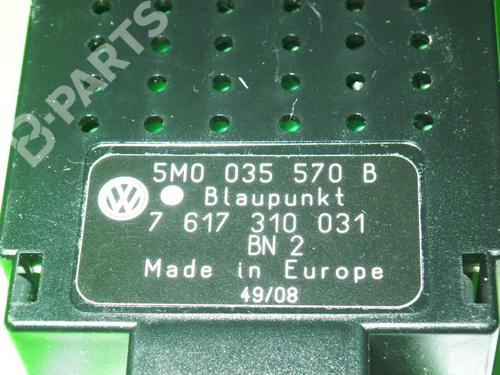 B-PARTS
5M0 035 570 B
Blaupunkt
7 617 310 031
BN 2
Made in Europe
49/08